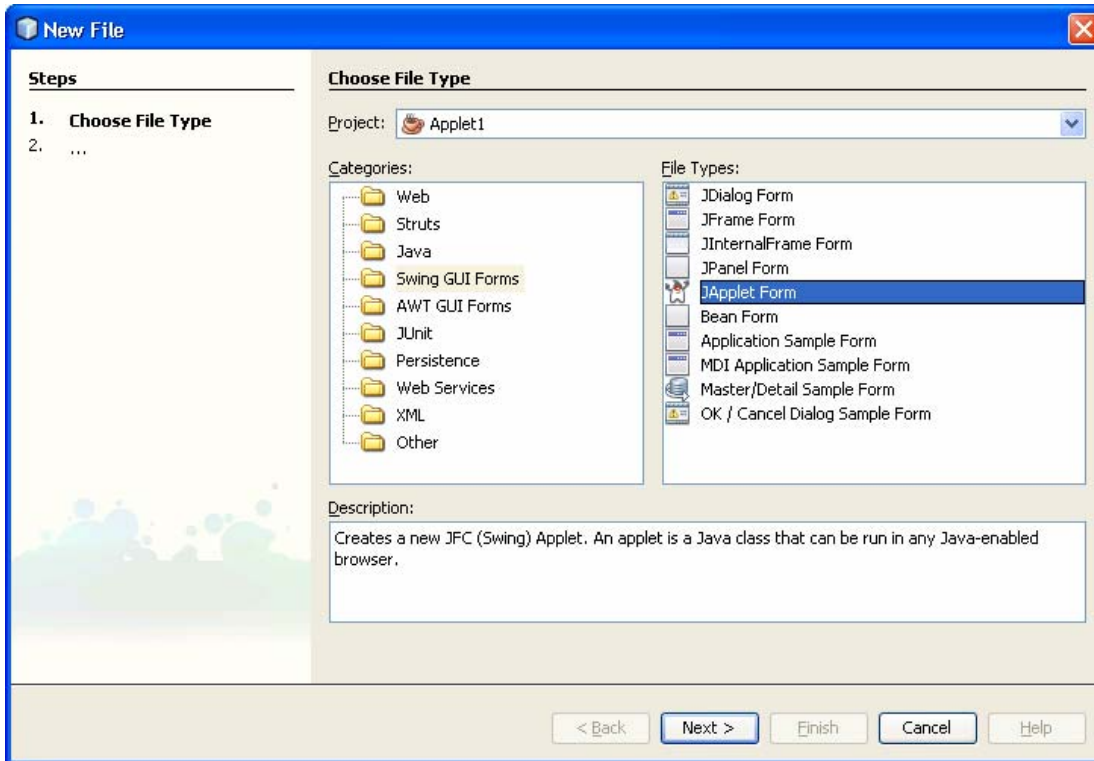 New File
Steps
1. Choose File Type
2. ...
Choose File Type
Project: Applet1
Categories:
Web
Struts
Java
Swing GUI Forms
AWT GUI Forms
JUnit
Persistence
Web Services
XML
Other
File Types:
JDialog Form
JFrame Form
JInternalFrame Form
JPanel Form
JApplet Form
Bean Form
Application Sample Form
MDI Application Sample Form
Master/Detail Sample Form
OK / Cancel Dialog Sample Form
Description:
Creates a new JFC (Swing) Applet. An applet is a Java class that can be run in any Java-enabled
browser.
< Back Next > Finish Cancel Help